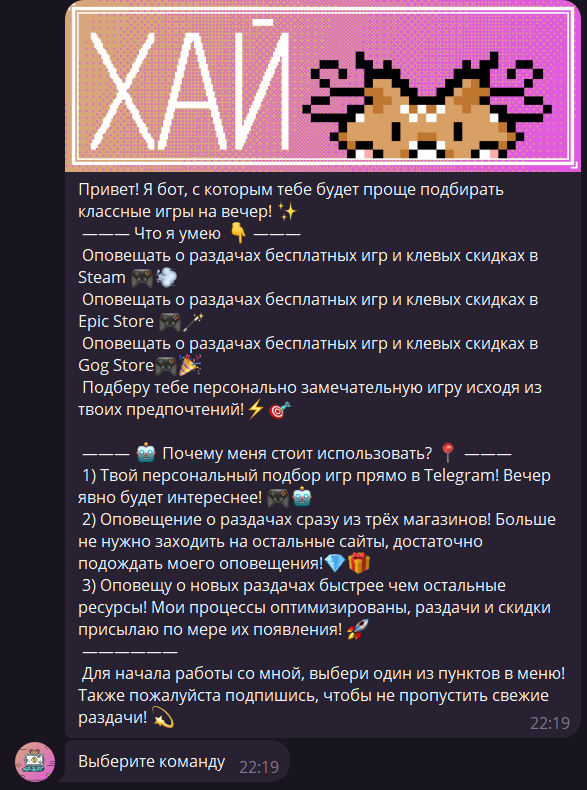 ХАЙ
Привет! Я бот, с которым тебе будет проще подбирать
классные игры на вечер! ✨
——— Что я умею 👇 ———
Оповещать о раздачах бесплатных игр и клевых скидках в
Steam 🎮💨
Оповещать о раздачах бесплатных игр и клевых скидках в
Epic Store 🎮🪄
Оповещать о раздачах бесплатных игр и клевых скидках в
Gog Store🎮🎉
Подберу тебе персонально замечательную игру исходя из
твоих предпочтений!⚡🎯
——— 🤖 Почему меня стоит использовать? 📍 ———
1) Твой персональный подбор игр прямо в Telegram! Вечер
явно будет интереснее! 🎮🤖
2) Оповещение о раздачах сразу из трёх магазинов! Больше
не нужно заходить на остальные сайты, достаточно
подождать моего оповещения!💎🎁
3) Оповещу о новых раздачах быстрее чем остальные
ресурсы! Мои процессы оптимизированы, раздачи и скидки
присылаю по мере их появления! 🚀
——————
Для начала работы со мной, выбери один из пунктов в меню!
Также пожалуйста подпишись, чтобы не пропустить свежие
раздачи! 💫 22:19
Выберите команду 22:19